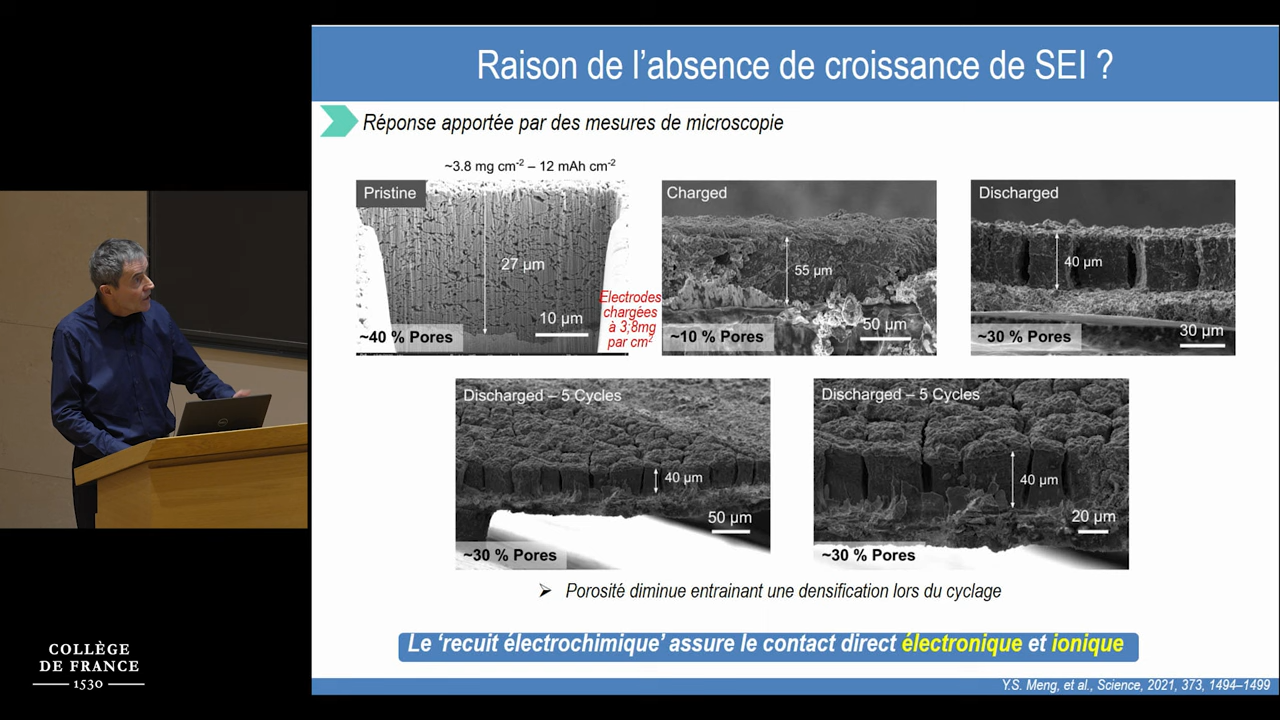 Raison de l'absence de croissance de SEI ?
Réponse apportée par des mesures de microscopie
~3.8 mg cm-2 – 12 mAh cm-2
Pristine
27 µm
10 µm
~40 % Pores
Electrodes
chargées
à 3,8mg
par cm2
Charged
55 µm
50 µm
~10 % Pores
Discharged
40 µm
30 µm
~30 % Pores
Discharged – 5 Cycles
40 µm
50 µm
~30 % Pores
Discharged – 5 Cycles
40 µm
20 µm
~30 % Pores
➢ Porosité diminue entrainant une densification lors du cyclage
Le 'recuit électrochimique' assure le contact direct électronique et ionique
Y.S. Meng, et al., Science, 2021, 373, 1494–1499
COLLÈGE
DE FRANCE
1530